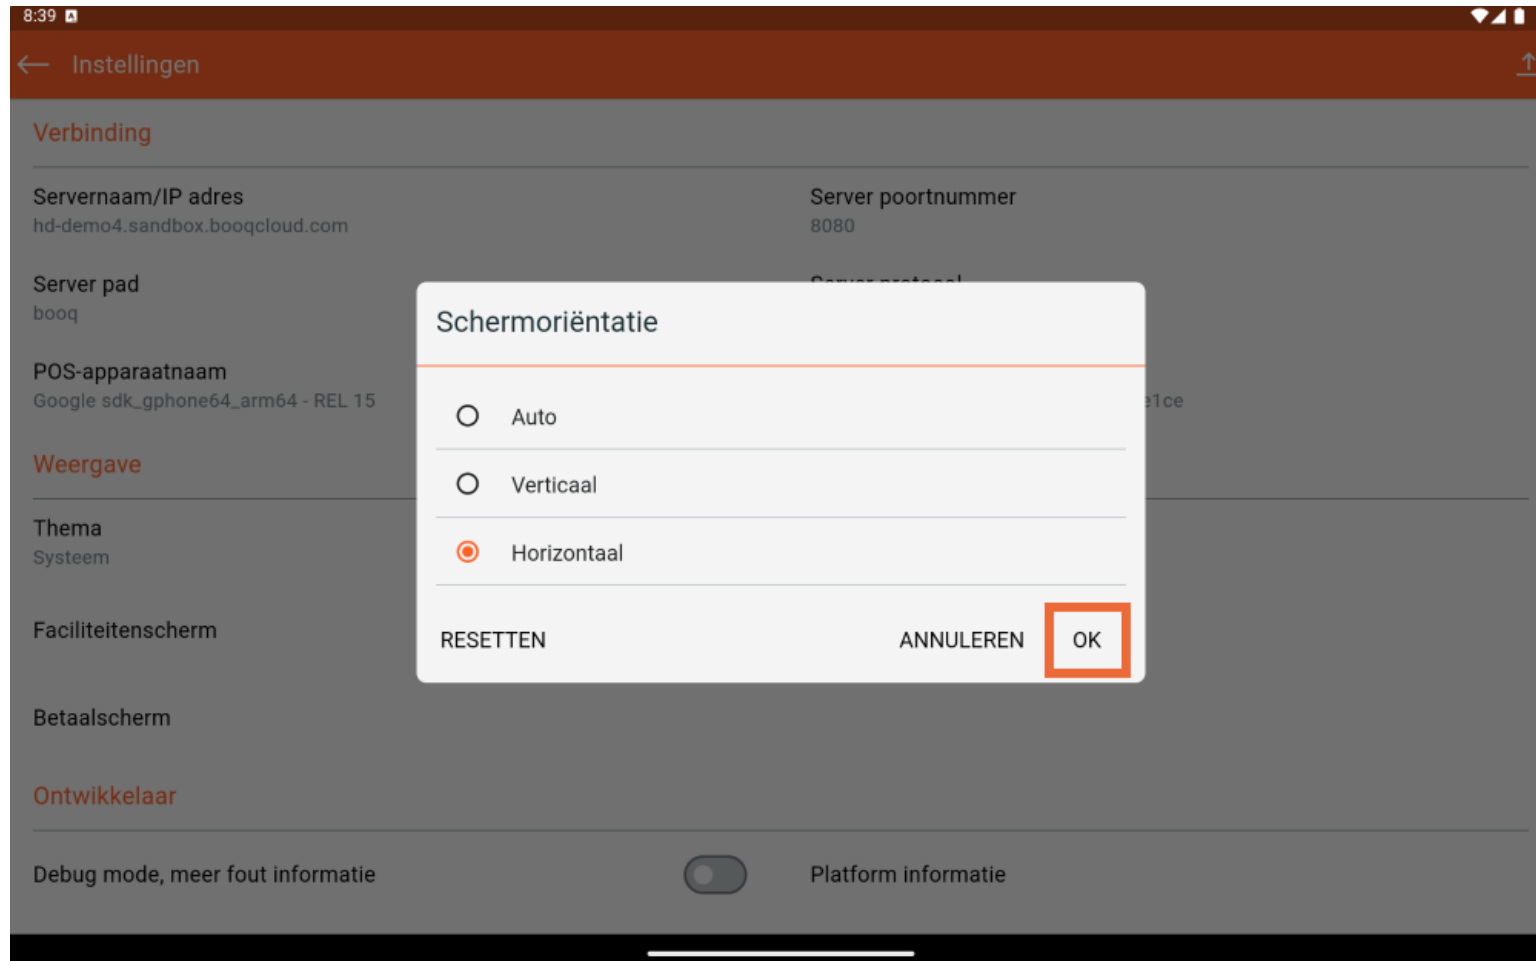 8:39
Instellingen
Verbinding
Servernaam/IP adres
hd-demo4.sandbox.booqcloud.com
Server poortnummer
8080
Server pad
booq
POS-apparaatnaam
Google sdk_gphone64_arm64 - REL 15
e1ce
Weergave
Thema
Systeem
Faciliteitenscherm
Betaalscherm
Ontwikkelaar
Debug mode, meer fout informatie
Platform informatie
Schermoriëntatie
Auto
Verticaal
Horizontaal
RESETTEN
ANNULEREN
OK